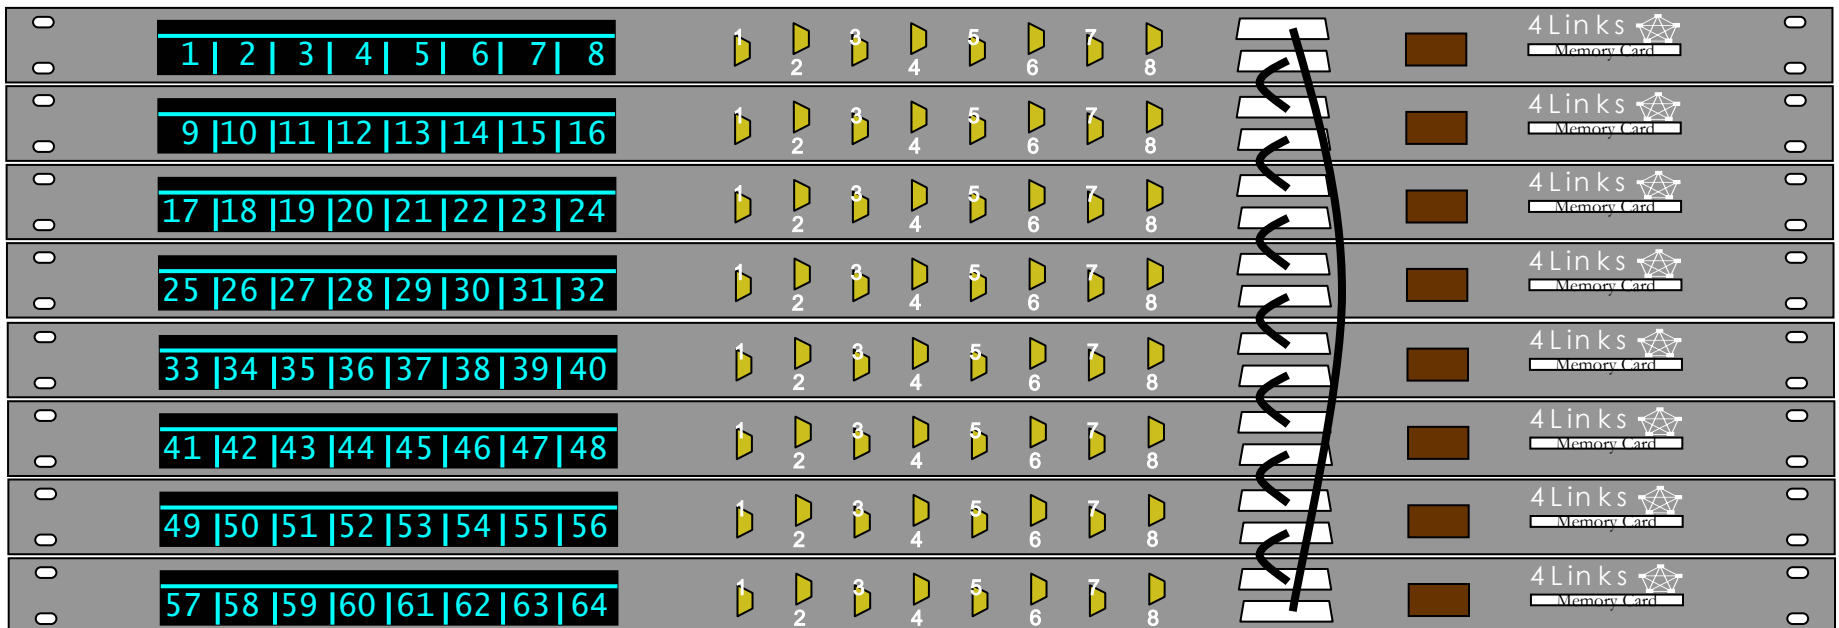 1 | 2 | 3 | 4 | 5 | 6 | 7 | 8 1 2 3 4 5 6 7 8 4Links
Memory Card
9 |10 |11 |12 |13 |14 |15 |16 1 2 3 4 5 6 7 8 4Links
Memory Card
17 |18 |19 |20 |21 |22 |23 |24 1 2 3 4 5 6 7 8 4Links
Memory Card
25 |26 |27 |28 |29 |30 |31 |32 1 2 3 4 5 6 7 8 4Links
Memory Card
33 |34 |35 |36 |37 |38 |39 |40 1 2 3 4 5 6 7 8 4Links
Memory Card
41 |42 |43 |44 |45 |46 |47 |48 1 2 3 4 5 6 7 8 4Links
Memory Card
49 |50 |51 |52 |53 |54 |55 |56 1 2 3 4 5 6 7 8 4Links
Memory Card
57 |58 |59 |60 |61 |62 |63 |64 1 2 3 4 5 6 7 8 4Links
Memory Card